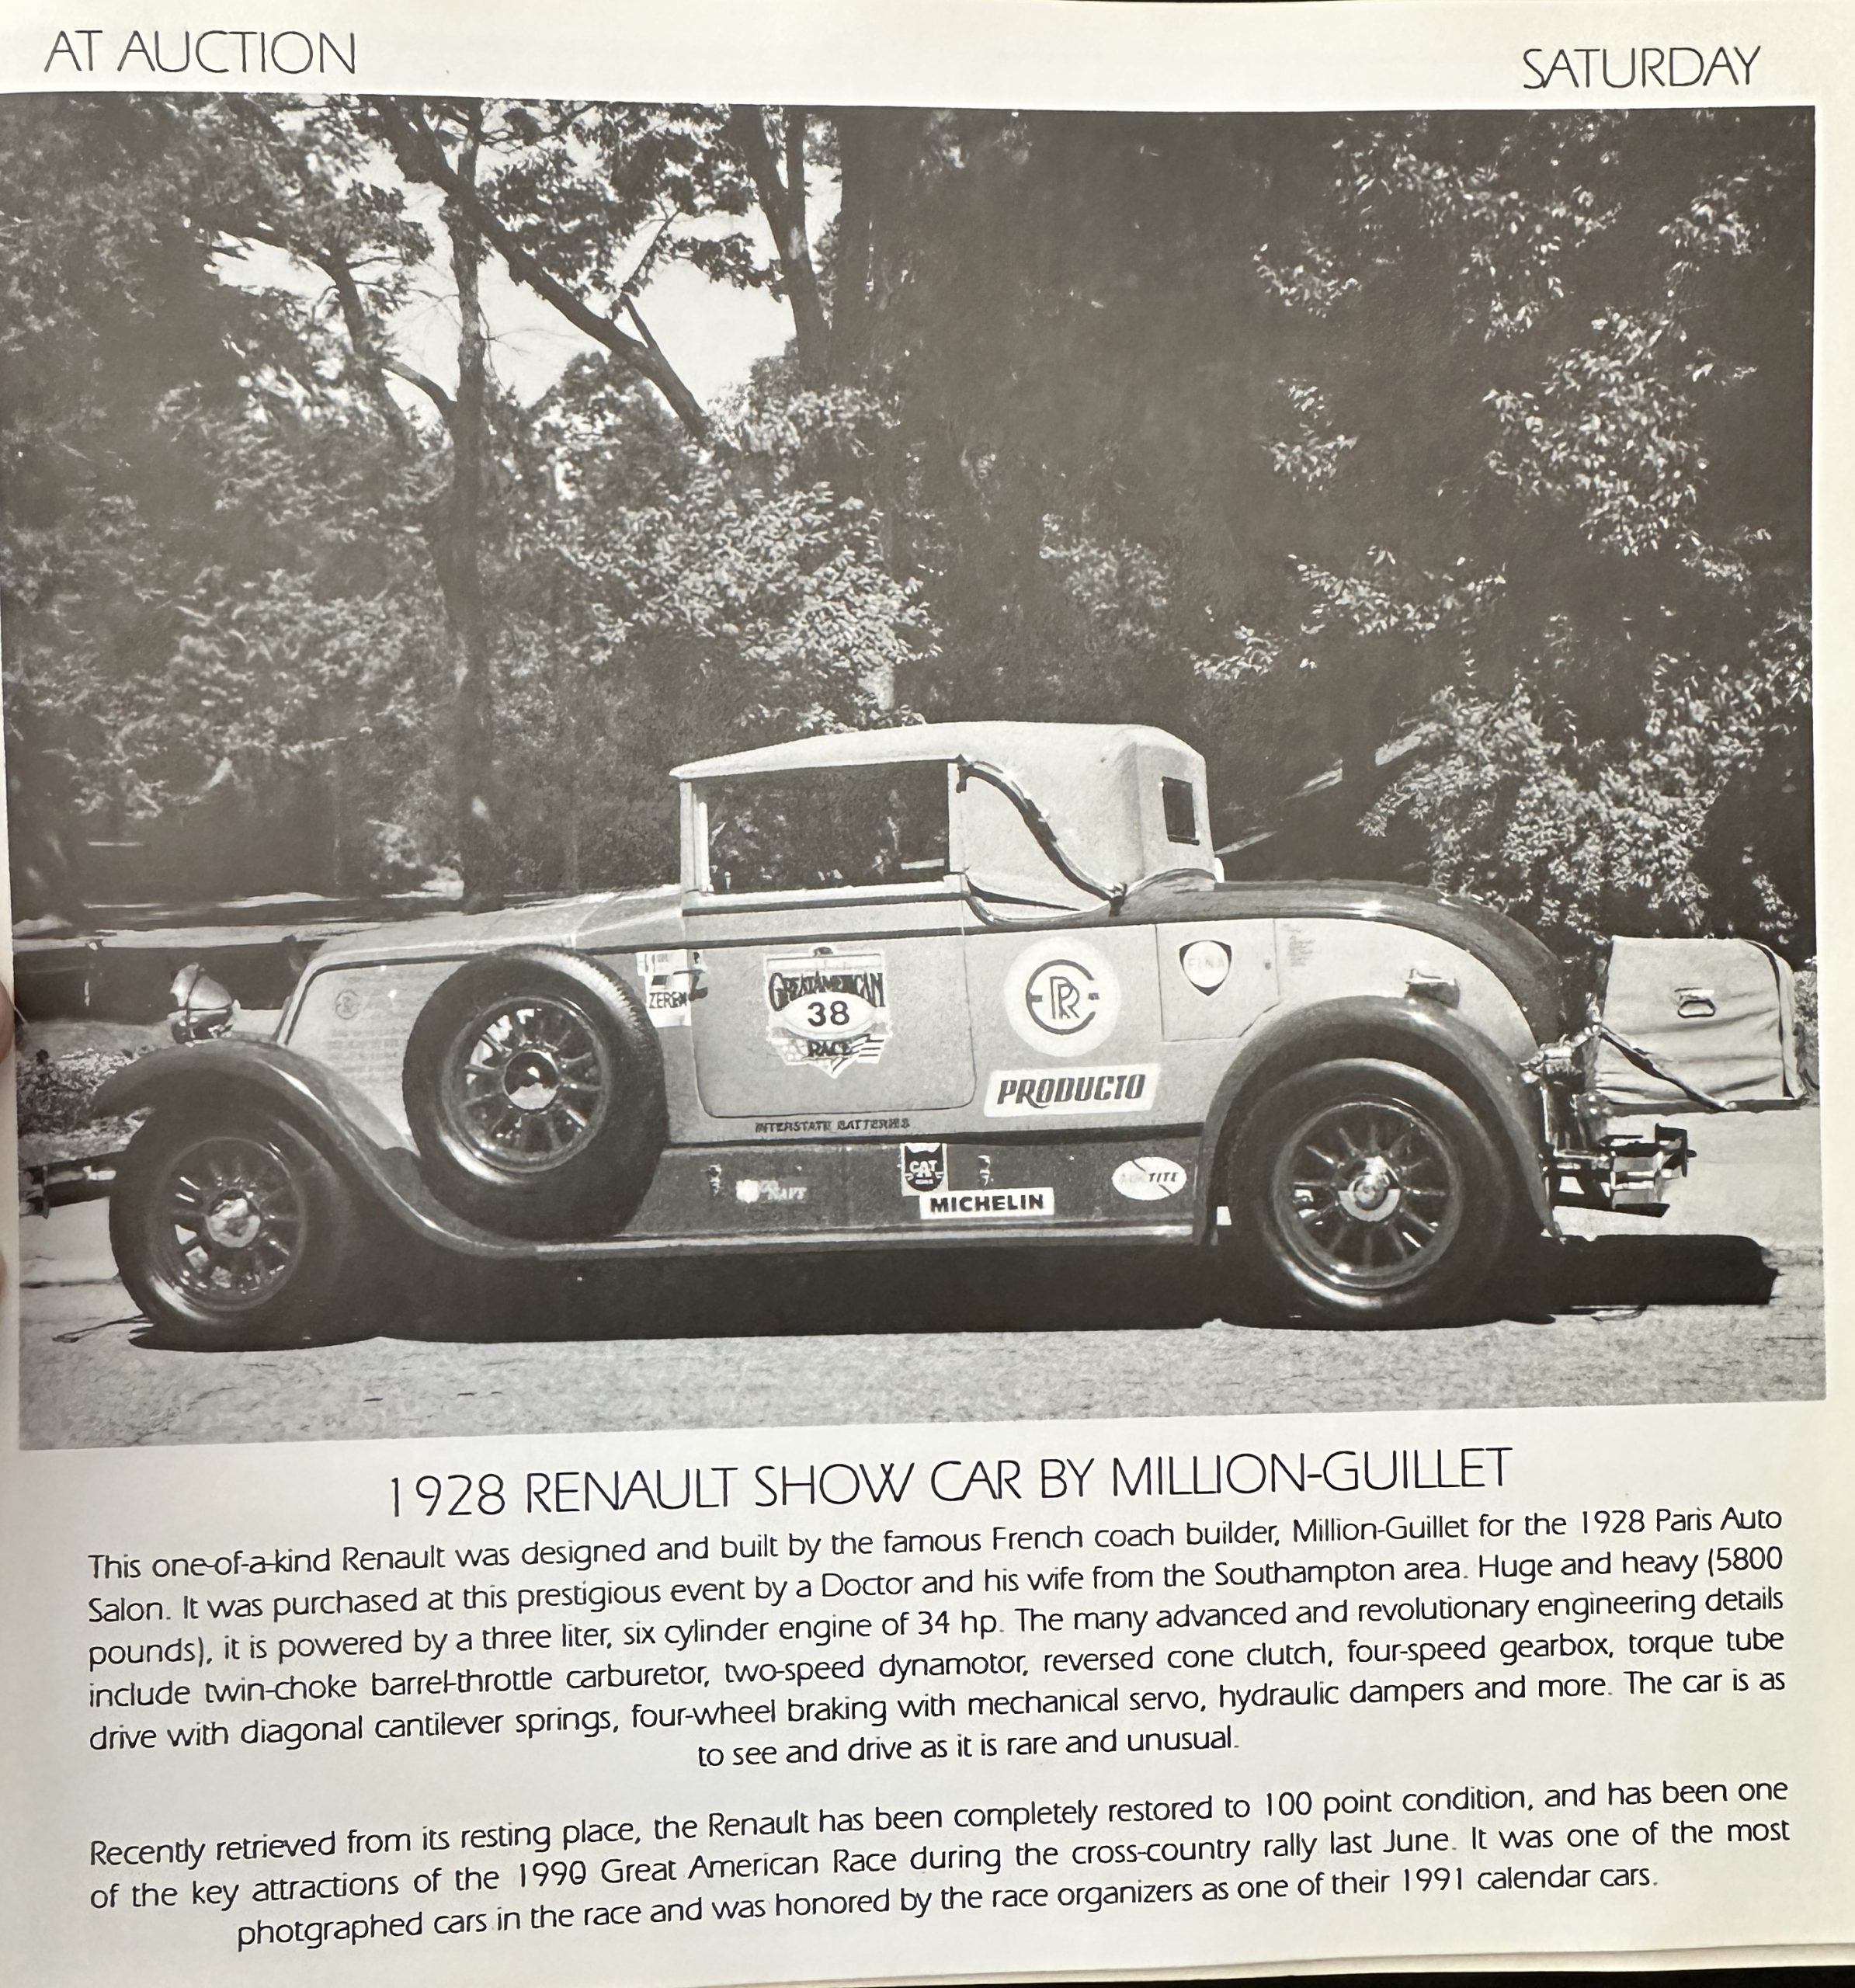 AT AUCTION
SATURDAY
ZEREX
GREAT AMERICAN
38
RACE
FINA
PRODUCTO
INTERSTATE BATTERIES
CAT
MICHELIN
TITE
1928 RENAULT SHOW CAR BY MILLION-GUILLET
This one-of-a-kind Renault was designed and built by the famous French coach builder, Million-Guillet for the 1928 Paris Auto
Salon. It was purchased at this prestigious event by a Doctor and his wife from the Southampton area. Huge and heavy (5800
pounds), it is powered by a three liter, six cylinder engine of 34 hp. The many advanced and revolutionary engineering details
include twin-choke barrel-throttle carburetor, two-speed dynamotor, reversed cone clutch, four-speed gearbox, torque tube
drive with diagonal cantilever springs, four-wheel braking with mechanical servo, hydraulic dampers and more. The car is as
to see and drive as it is rare and unusual.
Recently retrieved from its resting place, the Renault has been completely restored to 100 point condition, and has been one
of the key attractions of the 1990 Great American Race during the cross-country rally last June. It was one of the most
photgraphed cars in the race and was honored by the race organizers as one of their 1991 calendar cars.